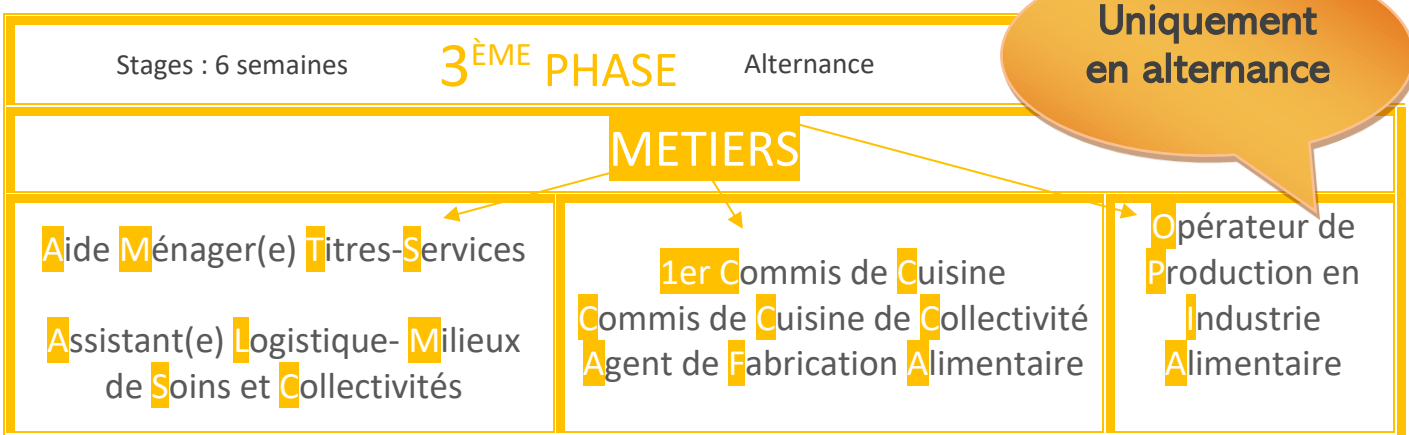 Uniquement
en alternance
Stages : 6 semaines 3ÈME PHASE Alternance
METIERS
Aide Ménager(e) Titres-Services
Assistant(e) Logistique- Milieux
de Soins et Collectivités
1er Commis de Cuisine
Commis de Cuisine de Collectivité
Agent de Fabrication Alimentaire
Opérateur de
Production en
Industrie
Alimentaire